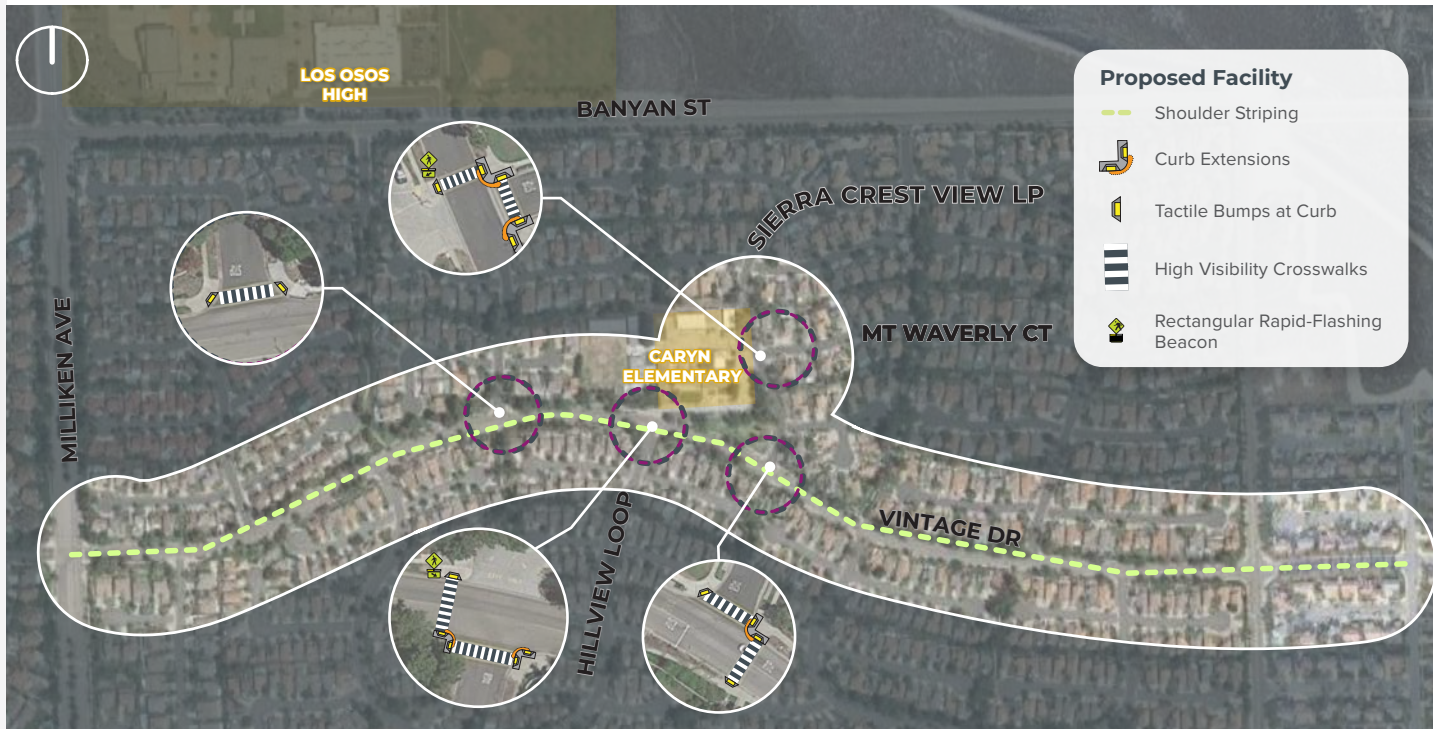 LOS OSOS
HIGH
BANYAN ST
Proposed Facility
Shoulder Striping
Curb Extensions
Tactile Bumps at Curb
High Visibility Crosswalks
Rectangular Rapid-Flashing
Beacon
SIERRA CREST VIEW LP
MILLIKEN AVE
MT WAVERLY CT
CARYN
ELEMENTARY
HILLVIEW LOOP
VINTAGE DR